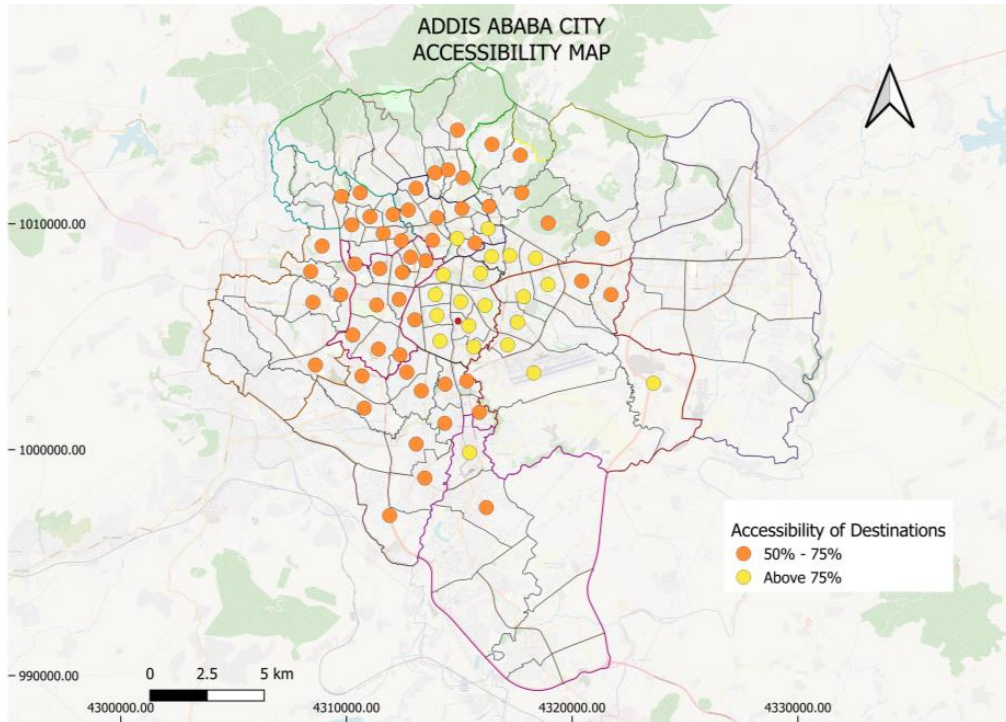 ADDIS ABABA CITY
ACCESSIBILITY MAP
1010000.00
1000000.00
990000.00
Accessibility of Destinations
50% - 75%
Above 75%
0 2.5 5 km
4300000.00 4310000.00 4320000.00 4330000.00